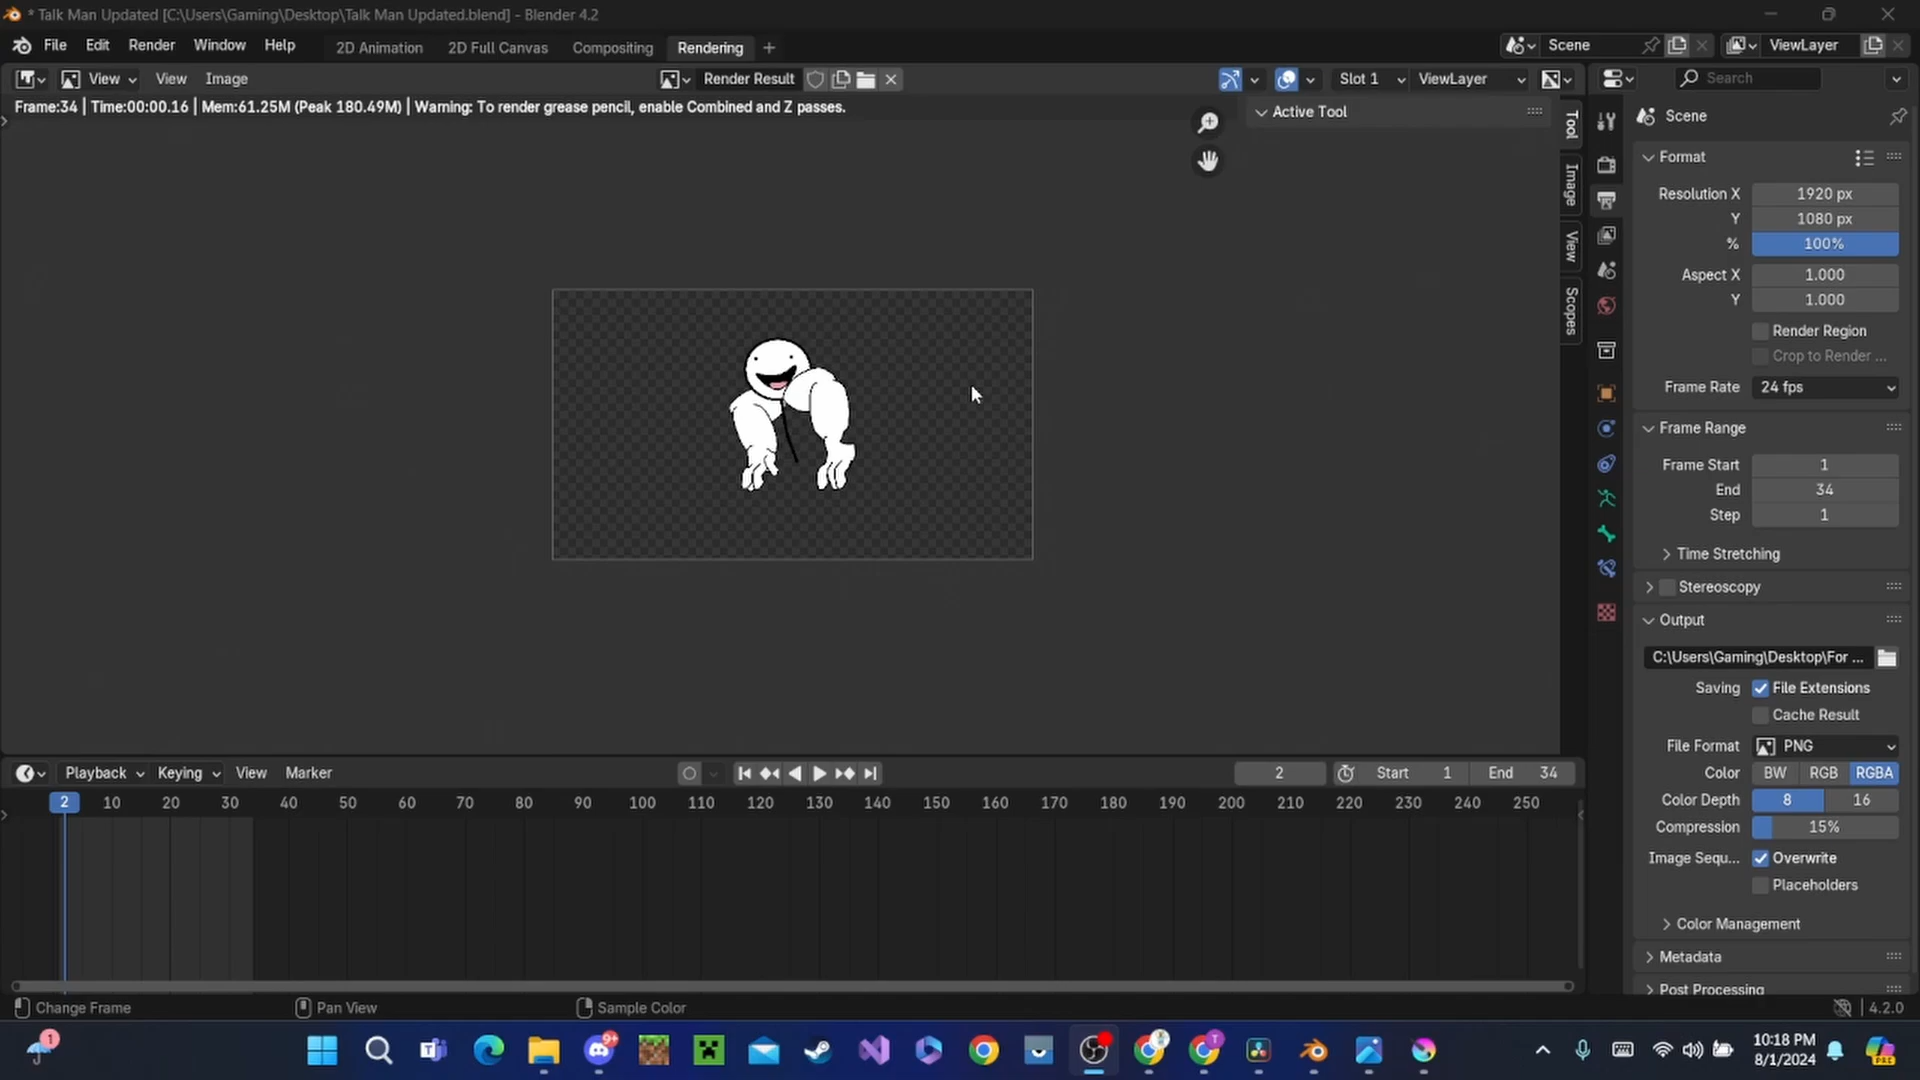 * Talk Man Updated [C:\Users\Gaming\Desktop\Talk Man Updated.blend] - Blender 4.2
File Edit Render Window Help 2D Animation 2D Full Canvas Compositing Rendering + Scene ViewLayer
View View Image Render Result Slot 1 ViewLayer Search
Frame:34 | Time:00:00.16 | Mem:61.25M (Peak 180.49M) | Warning: To render grease pencil, enable Combined and Z passes.
Active Tool
Tool
Image
View
Scopes
Scene
Format
Resolution X 1920 px
Y 1080 px
% 100%
Aspect X 1.000
Y 1.000
Render Region
Crop to Render ...
Frame Rate 24 fps
Frame Range
Frame Start 1
End 34
Step 1
Time Stretching
Stereoscopy
Output
C:\Users\Gaming\Desktop\For ...
Saving File Extensions
Cache Result
File Format PNG
Color BW RGB RGBA
Color Depth 8 16
Compression 15%
Image Sequ... Overwrite
Placeholders
Color Management
Metadata
Post Processing
Playback Keying View Marker 2 Start 1 End 34
2 10 20 30 40 50 60 70 80 90 100 110 120 130 140 150 160 170 180 190 200 210 220 230 240 250
Change Frame Pan View Sample Color 4.2.0
1 9+ T 10:18 PM
8/1/2024 PRE